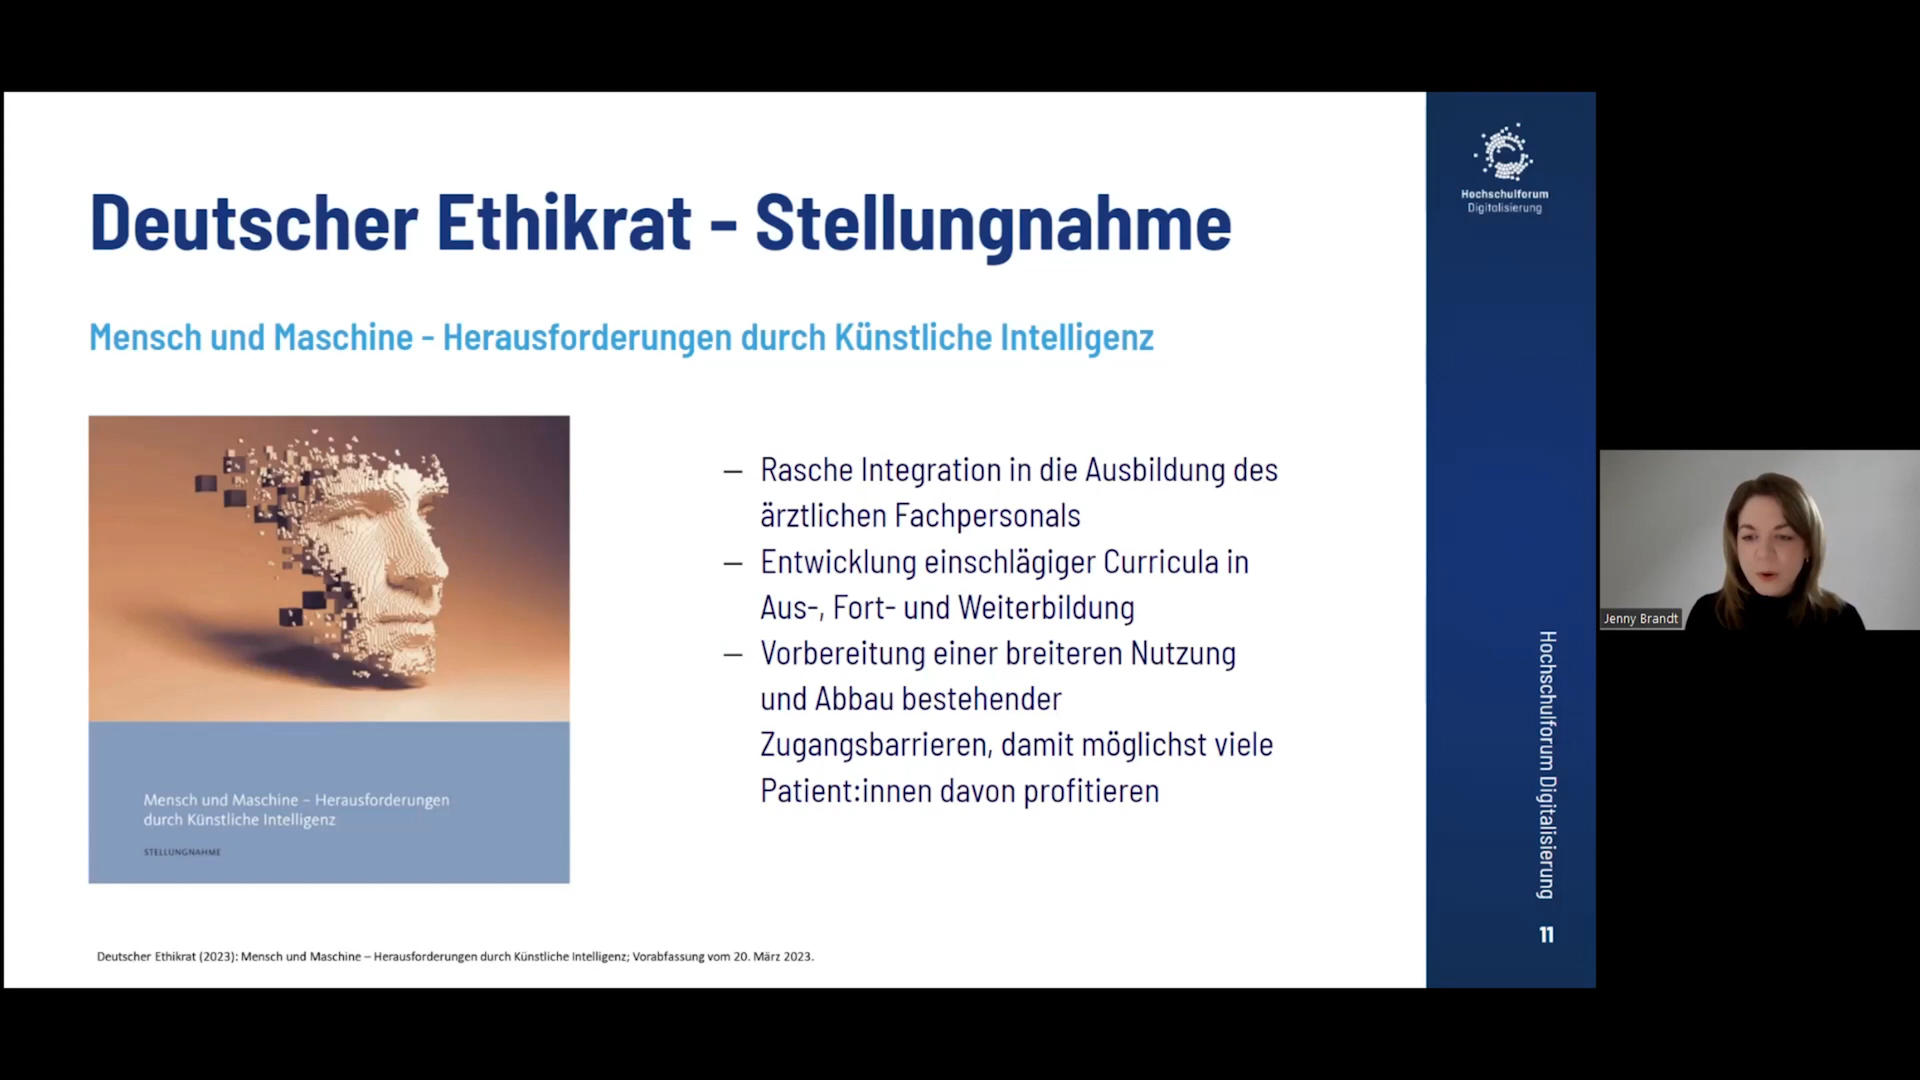 Deutscher Ethikrat - Stellungnahme
Mensch und Maschine - Herausforderungen durch Künstliche Intelligenz
– Rasche Integration in die Ausbildung des
ärztlichen Fachpersonals
– Entwicklung einschlägiger Curricula in
Aus-, Fort- und Weiterbildung
– Vorbereitung einer breiteren Nutzung
und Abbau bestehender
Zugangsbarrieren, damit möglichst viele
Patient:innen davon profitieren
Mensch und Maschine – Herausforderungen
durch Künstliche Intelligenz
STELLUNGNAHME
Deutscher Ethikrat (2023): Mensch und Maschine – Herausforderungen durch Künstliche Intelligenz; Vorabfassung vom 20. März 2023.
Hochschulforum
Digitalisierung
Hochschulforum Digitalisierung
11
Jenny Brandt